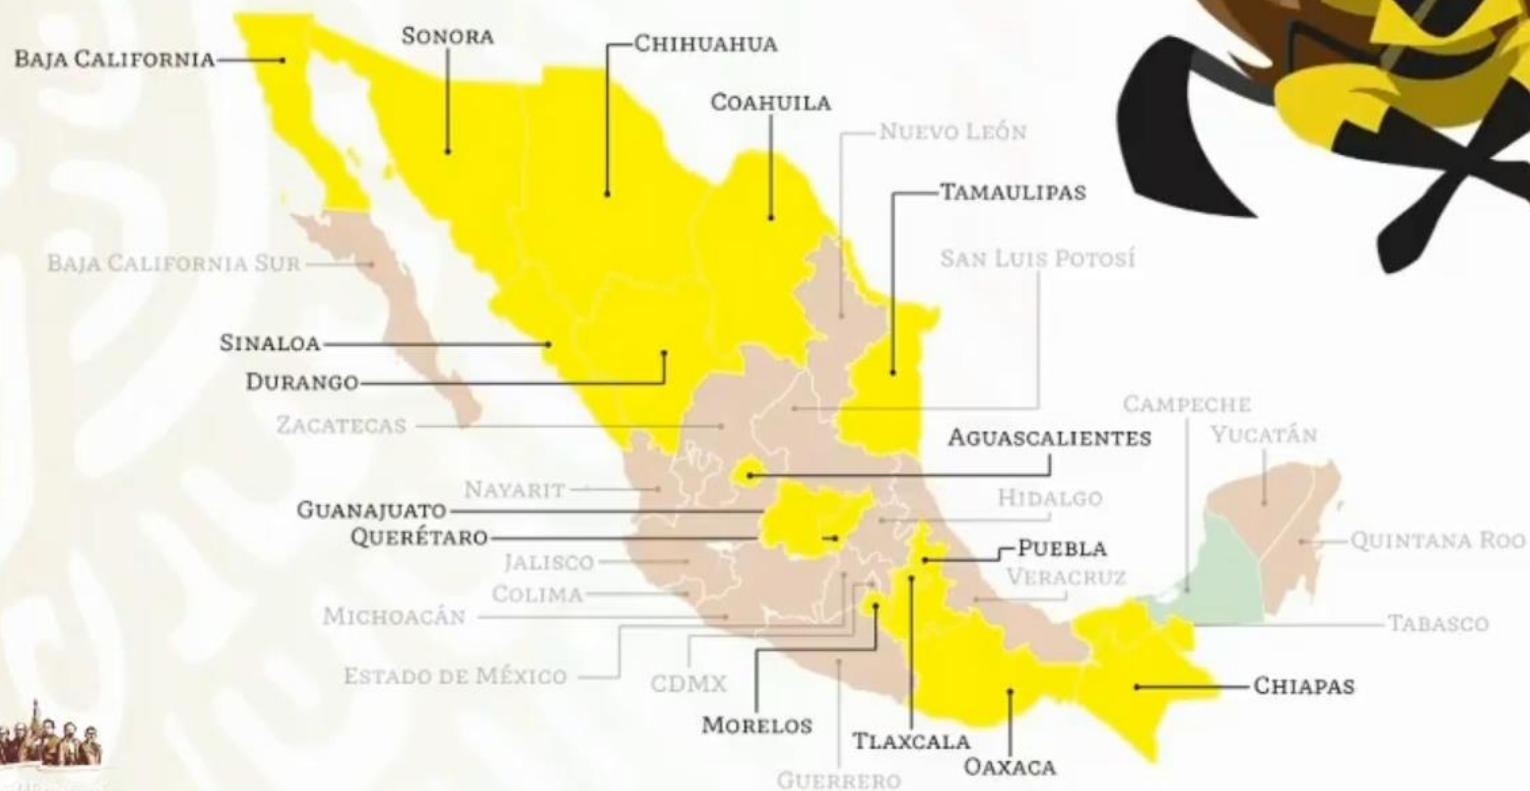 Sonora
Chihuahua
Baja California
Coahuila
Nuevo León
Tamaulipas
San Luis Potosí
Baja California Sur
Sinaloa
Durango
Campeche
Zacatecas
Yucatán
Aguascalientes
Nayarit
Hidalgo
Guanajuato
Querétaro
Quintana Roo
Puebla
Jalisco
Veracruz
Colima
Michoacán
Tabasco
Estado de México
CDMX
Chiapas
Morelos
Tlaxcala
Oaxaca
Guerrero